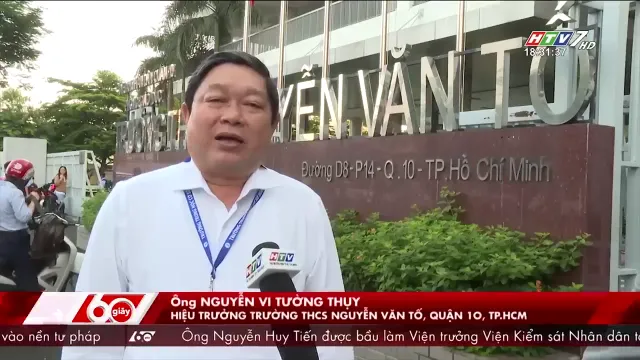 HTV7 HD
18:31:37
NGUYỄN VĂN TỐ
Đường D8-P14-Q.10-TP.Hồ Chí Minh
HTV
60 giây
Ông NGUYỄN VI TƯỜNG THỤY
HIỆU TRƯỞNG TRƯỜNG THCS NGUYỄN VĂN TỐ, QUẬN 10, TP.HCM
vào nền tư pháp
Ông Nguyễn Huy Tiến được bầu làm Viện trưởng Viện Kiểm sát Nhân dân t